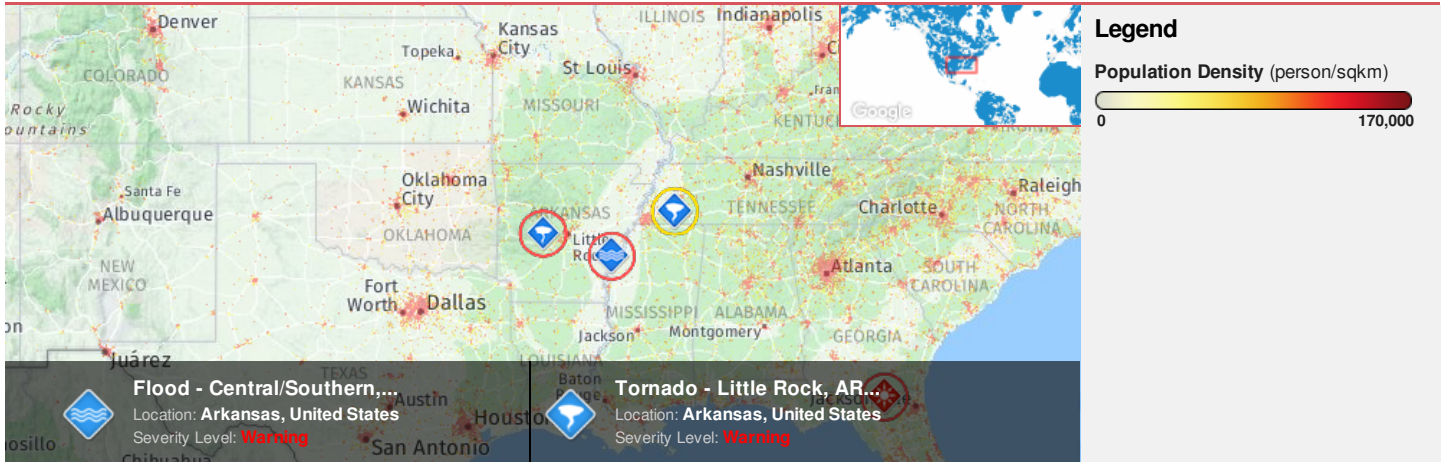 Denver
Kansas
City
ILLINOIS
Indianapolis
Topeka
COLORADO
St Louis
KANSAS
Rocky
Wichita
MISSOURI
Google
Nashville
Santa Fe
Oklahoma
City
Raleigh
Albuquerque
ARKANSAS
TENNESSEE
Charlotte
NORTH
CAROLINA
OKLAHOMA
Little
Atlanta
NEW
MEXICO
SOUTH
CAROLINA
Fort
Worth
Dallas
MISSISSIPPI
ALABAMA
Jackson
Montgomery
GEORGIA
Juárez
LOUISIANA
TEXAS
Baton
Austin
San Antonio
Chihuahua
Flood - Central/Southern,...
Location: Arkansas, United States
Severity Level: Warning
Tornado - Little Rock, AR...
Location: Arkansas, United States
Severity Level: Warning
Legend
Population Density (person/sqkm)
0
170,000